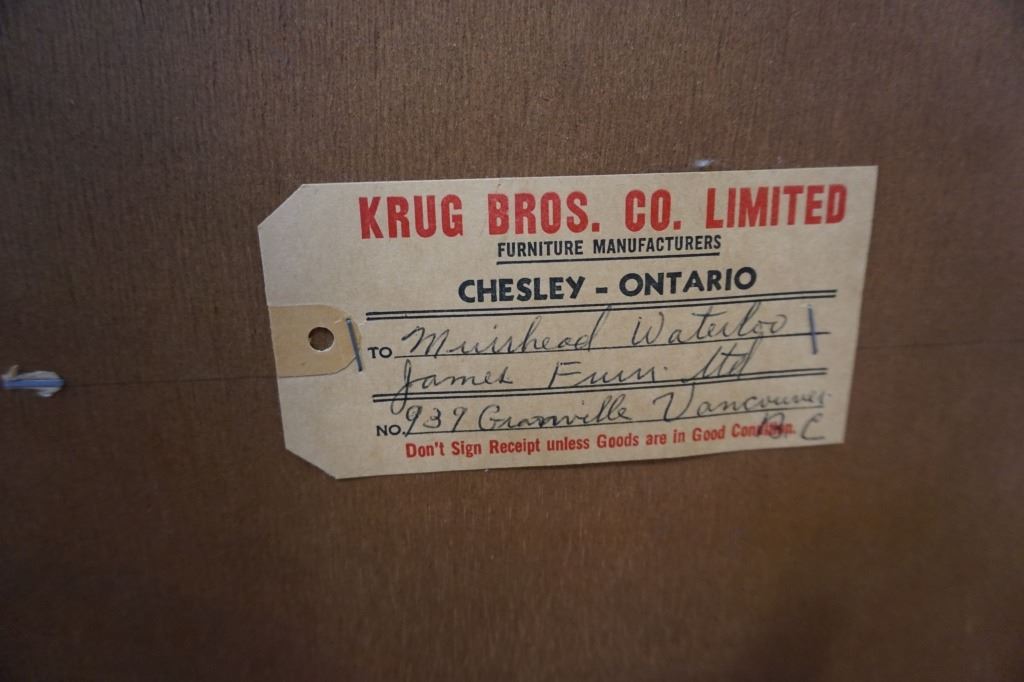 KRUG BROS. CO. LIMITED
FURNITURE MANUFACTURERS
CHESLEY - ONTARIO
TO Muirhead Waterloo
James Furn. Ltd
NO. 939 Granville Vancouver
B.C
Don't Sign Receipt unless Goods are in Good Condition.